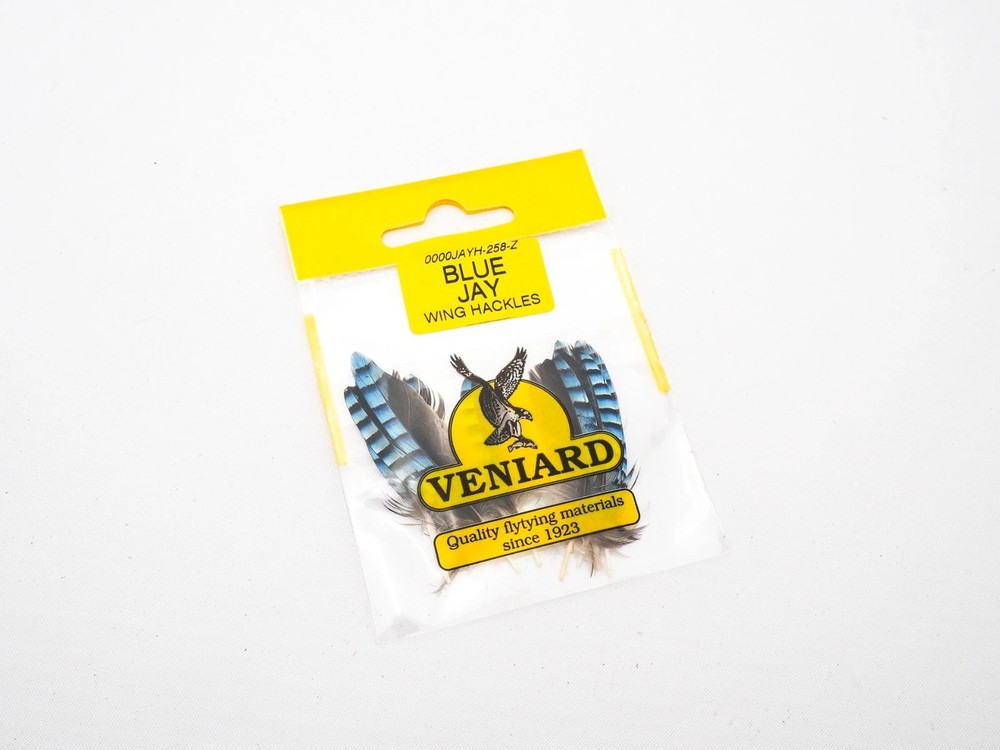 0000JAYH-258-Z
BLUE
JAY
WING HACKLES
VENIARD
Quality flytying materials
since 1923